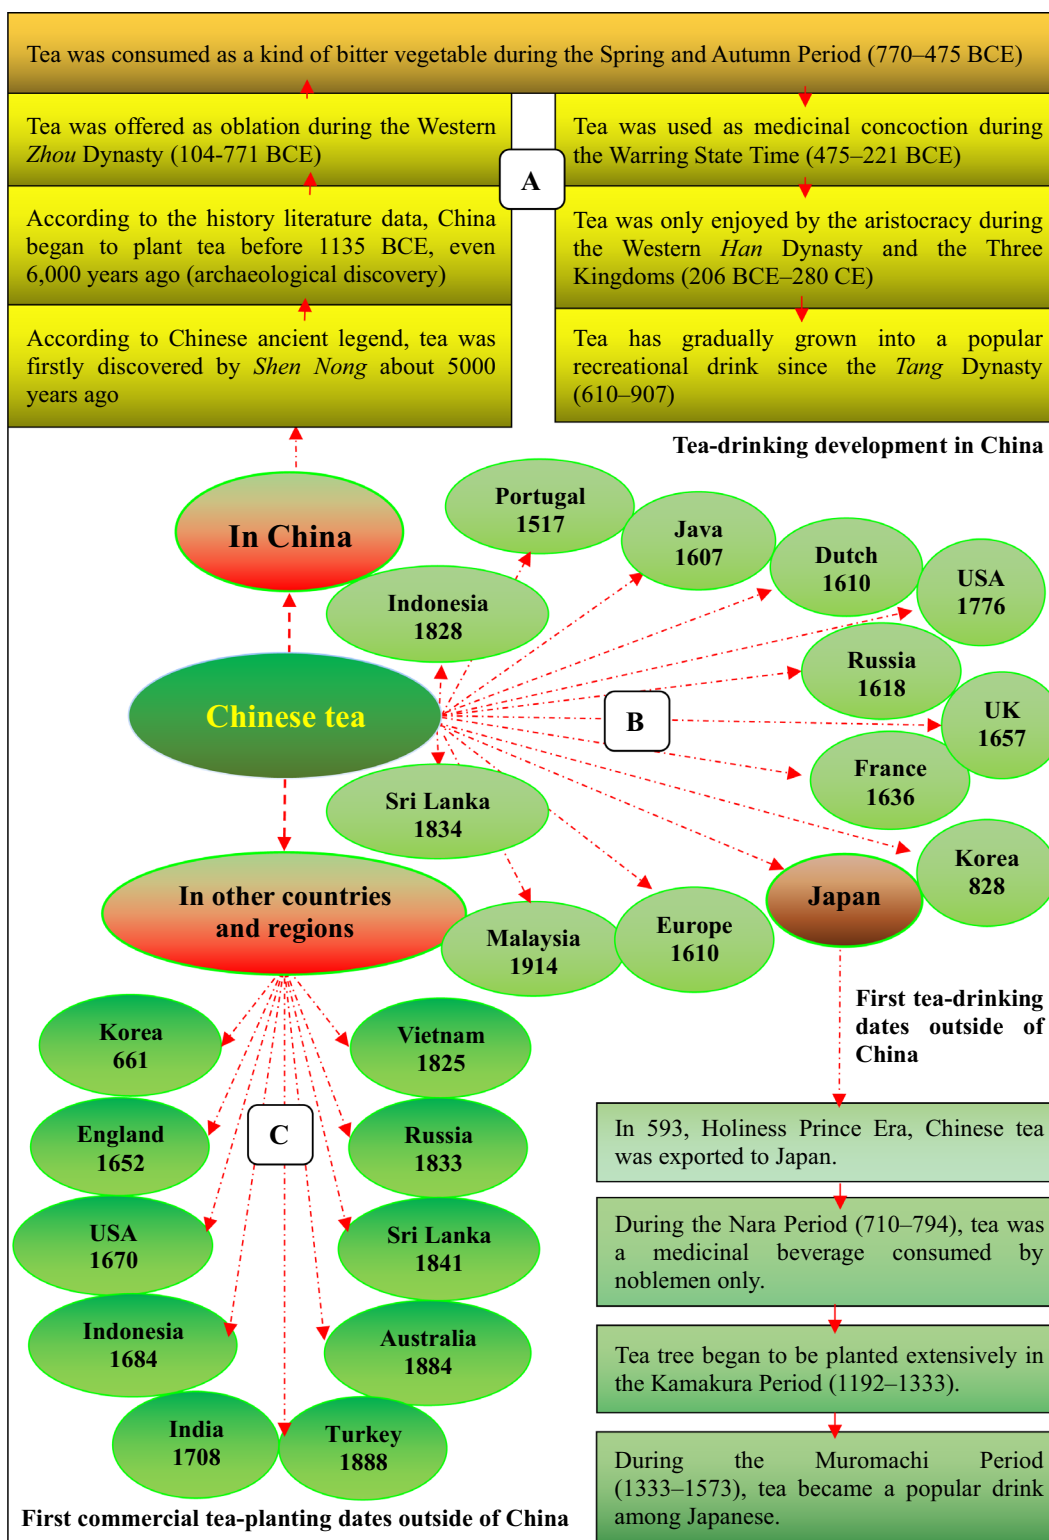 Tea was consumed as a kind of bitter vegetable during the Spring and Autumn Period (770–475 BCE)
Tea was offered as oblation during the Western
Zhou Dynasty (104-771 BCE)
According to the history literature data, China
began to plant tea before 1135 BCE, even
6,000 years ago (archaeological discovery)
According to Chinese ancient legend, tea was
firstly discovered by Shen Nong about 5000
years ago
A
Tea was used as medicinal concoction during
the Warring State Time (475–221 BCE)
Tea was only enjoyed by the aristocracy during
the Western Han Dynasty and the Three
Kingdoms (206 BCE–280 CE)
Tea has gradually grown into a popular
recreational drink since the Tang Dynasty
(610–907)
Tea-drinking development in China
In China
Chinese tea
In other countries
and regions
Portugal
1517
Java
1607
Dutch
1610
USA
1776
Indonesia
1828
Russia
1618
B
UK
1657
France
1636
Sri Lanka
1834
Korea
828
Japan
Europe
1610
Malaysia
1914
First tea-drinking
dates outside of
China
In 593, Holiness Prince Era, Chinese tea
was exported to Japan.
During the Nara Period (710–794), tea was
a medicinal beverage consumed by
noblemen only.
Tea tree began to be planted extensively in
the Kamakura Period (1192–1333).
During the Muromachi Period
(1333–1573), tea became a popular drink
among Japanese.
Korea
661
Vietnam
1825
C
England
1652
Russia
1833
USA
1670
Sri Lanka
1841
Indonesia
1684
Australia
1884
India
1708
Turkey
1888
First commercial tea-planting dates outside of China